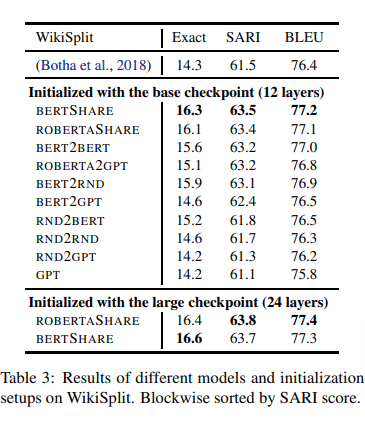 WikiSplit Exact SARI BLEU
(Botha et al., 2018) 14.3 61.5 76.4
Initialized with the base checkpoint (12 layers)
BERTSHARE 16.3 63.5 77.2
ROBERTASHARE 16.1 63.4 77.1
BERT2BERT 15.6 63.2 77.0
ROBERTA2GPT 15.1 63.2 76.8
BERT2RND 15.9 63.1 76.9
BERT2GPT 14.6 62.4 76.5
RND2BERT 15.2 61.8 76.5
RND2RND 14.6 61.7 76.3
RND2GPT 14.2 61.3 76.2
GPT 14.2 61.1 75.8
Initialized with the large checkpoint (24 layers)
ROBERTASHARE 16.4 63.8 77.4
BERTSHARE 16.6 63.7 77.3
Table 3: Results of different models and initialization
setups on WikiSplit. Blockwise sorted by SARI score.